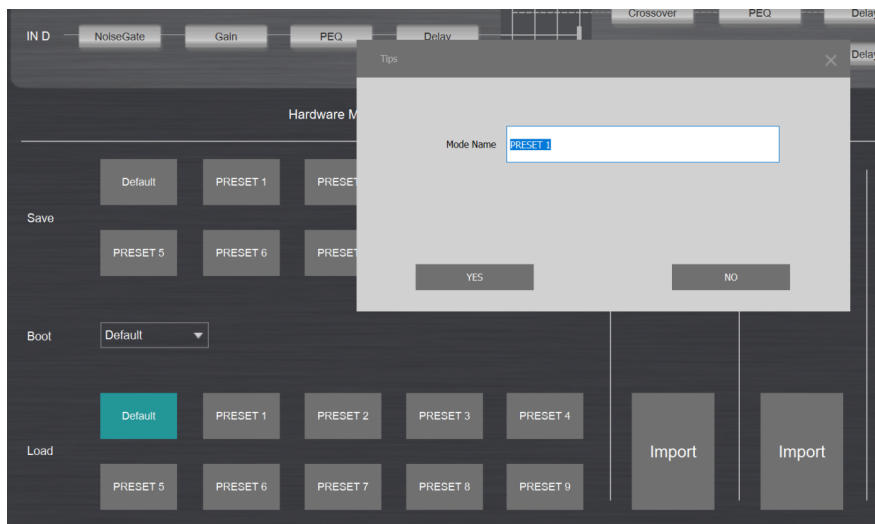 Crossover PEQ Delay
IN D NoiseGate Gain PEQ Delay
Tips
Hardware M
Mode Name PRESET 1
Default PRESET 1 PRESET
Save
PRESET 5 PRESET 6 PRESET
YES NO
Boot Default
Default PRESET 1 PRESET 2 PRESET 3 PRESET 4
Load Import Import
PRESET 5 PRESET 6 PRESET 7 PRESET 8 PRESET 9